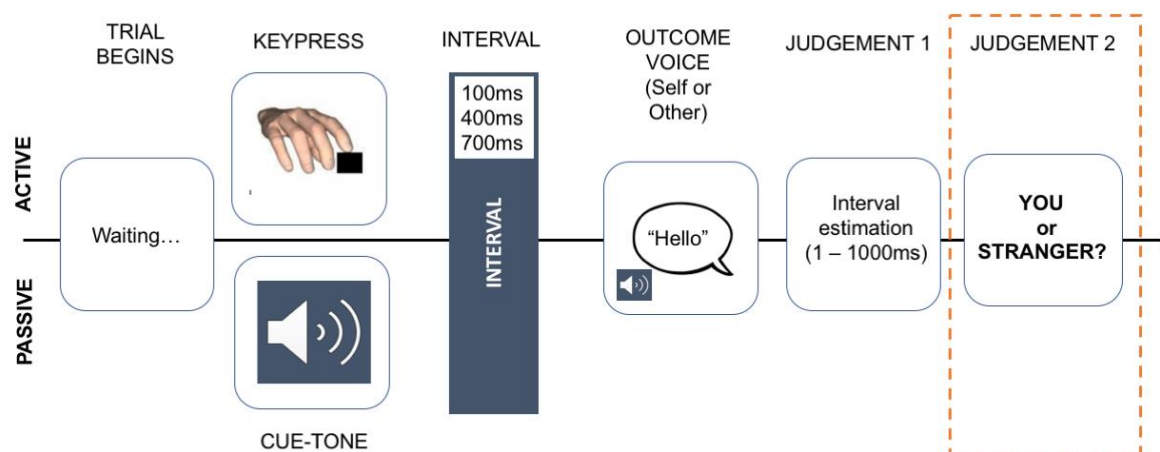 TRIAL
BEGINS
KEYPRESS
INTERVAL
OUTCOME
VOICE
(Self or
Other)
JUDGEMENT 1
JUDGEMENT 2
ACTIVE
PASSIVE
Waiting…
100ms
400ms
700ms
INTERVAL
“Hello”
Interval
estimation
(1 – 1000ms)
YOU
or
STRANGER?
CUE-TONE